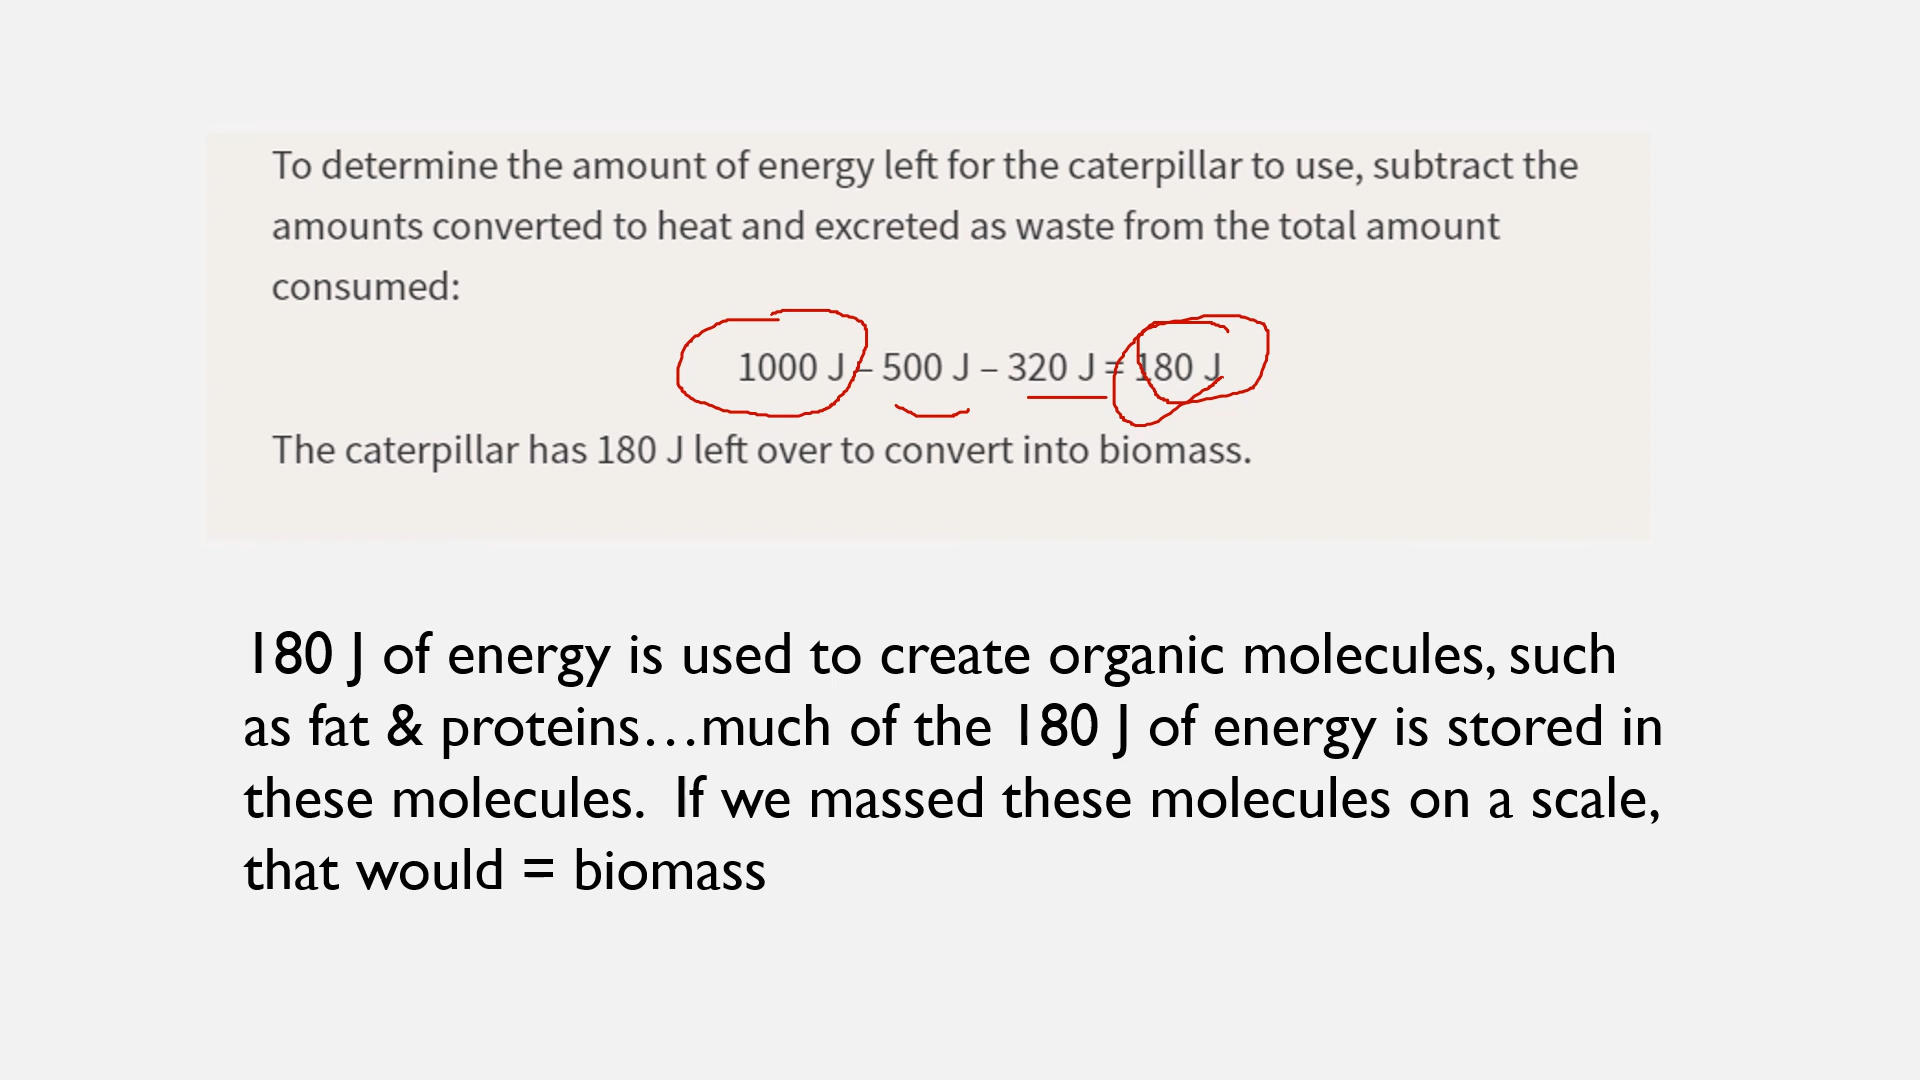 To determine the amount of energy left for the caterpillar to use, subtract the
amounts converted to heat and excreted as waste from the total amount
consumed:
1000 J – 500 J – 320 J = 180 J
The caterpillar has 180 J left over to convert into biomass.
180 J of energy is used to create organic molecules, such
as fat & proteins…much of the 180 J of energy is stored in
these molecules.  If we massed these molecules on a scale,
that would = biomass